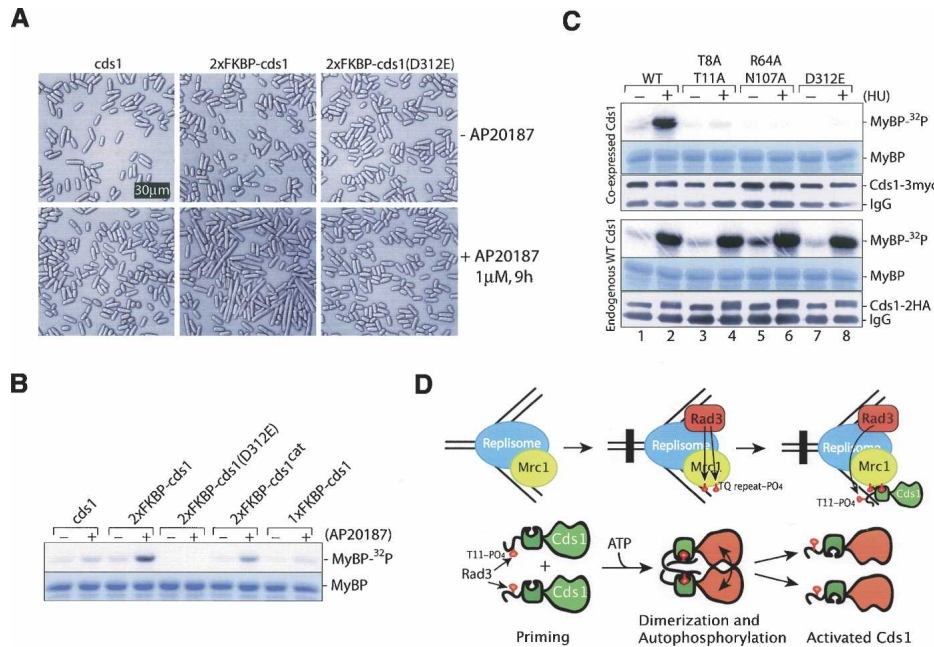 A
cds1
2xFKBP-cds1
2xFKBP-cds1(D312E)
- AP20187
30μm
+ AP20187
1μM, 9h
B
cds1
2xFKBP-cds1
2xFKBP-cds1(D312E)
2xFKBP-cds1cat
1xFKBP-cds1
– + – + – + – + – + (AP20187)
MyBP-32P
MyBP
C
WT
T8A
T11A
R64A
N107A
D312E
– + – + – + – + (HU)
Co-expressed Cds1
MyBP-32P
MyBP
Cds1-3myc
IgG
Endogenous WT Cds1
MyBP-32P
MyBP
Cds1-2HA
IgG
1 2 3 4 5 6 7 8
D
Replisome
Mrc1
Rad3
Replisome
Mrc1
TQ repeat-PO4
Rad3
Replisome
Mrc1
T11-PO4
Cds1
T11-PO4
Cds1
Rad3
+
Cds1
ATP
Priming
Dimerization and
Autophosphorylation
Activated Cds1